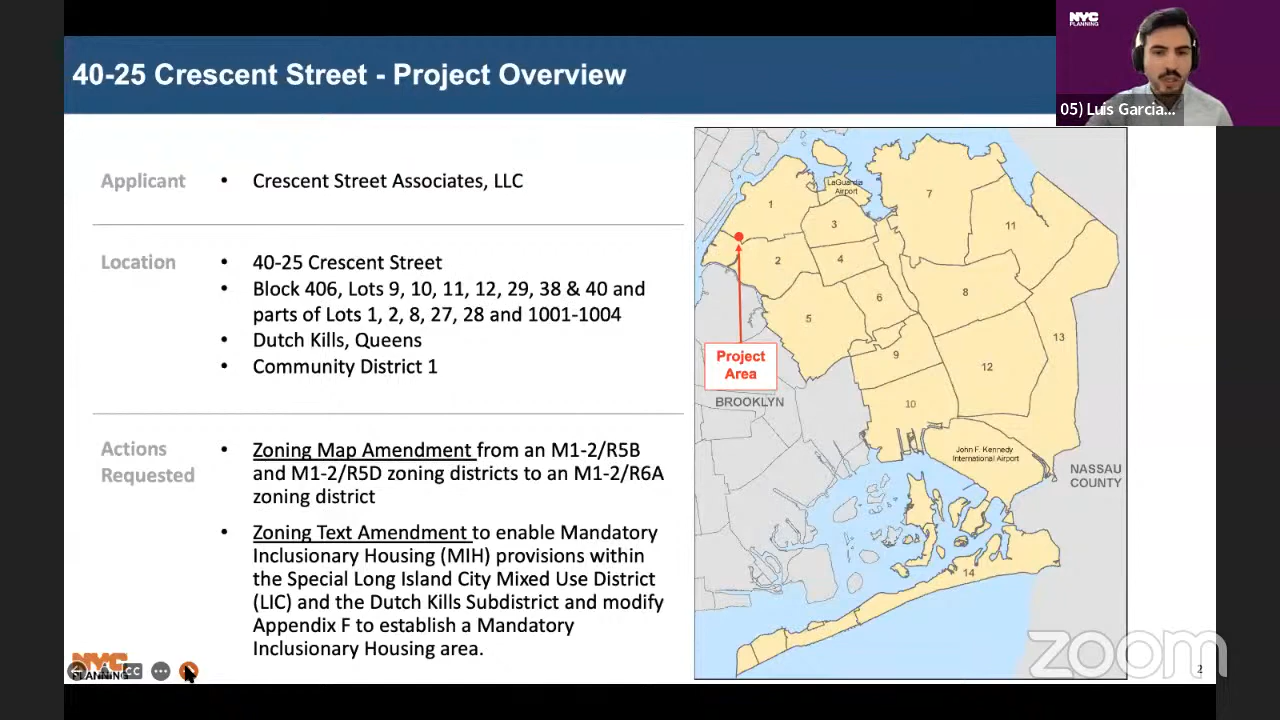 NYC
PLANNING
05) Luis Garcia...
40-25 Crescent Street - Project Overview
Applicant
• Crescent Street Associates, LLC
Location
• 40-25 Crescent Street
• Block 406, Lots 9, 10, 11, 12, 29, 38 & 40 and
parts of Lots 1, 2, 8, 27, 28 and 1001-1004
• Dutch Kills, Queens
• Community District 1
Actions
Requested
• Zoning Map Amendment from an M1-2/R5B
and M1-2/R5D zoning districts to an M1-2/R6A
zoning district
• Zoning Text Amendment to enable Mandatory
Inclusionary Housing (MIH) provisions within
the Special Long Island City Mixed Use District
(LIC) and the Dutch Kills Subdistrict and modify
Appendix F to establish a Mandatory
Inclusionary Housing area.
LaGuardia
Airport
1
7
3
11
2
4
6
8
5
13
9
12
10
Project
Area
BROOKLYN
John F. Kennedy
International Airport
NASSAU
COUNTY
14
NYC
PLANNING
CC
zoom
2